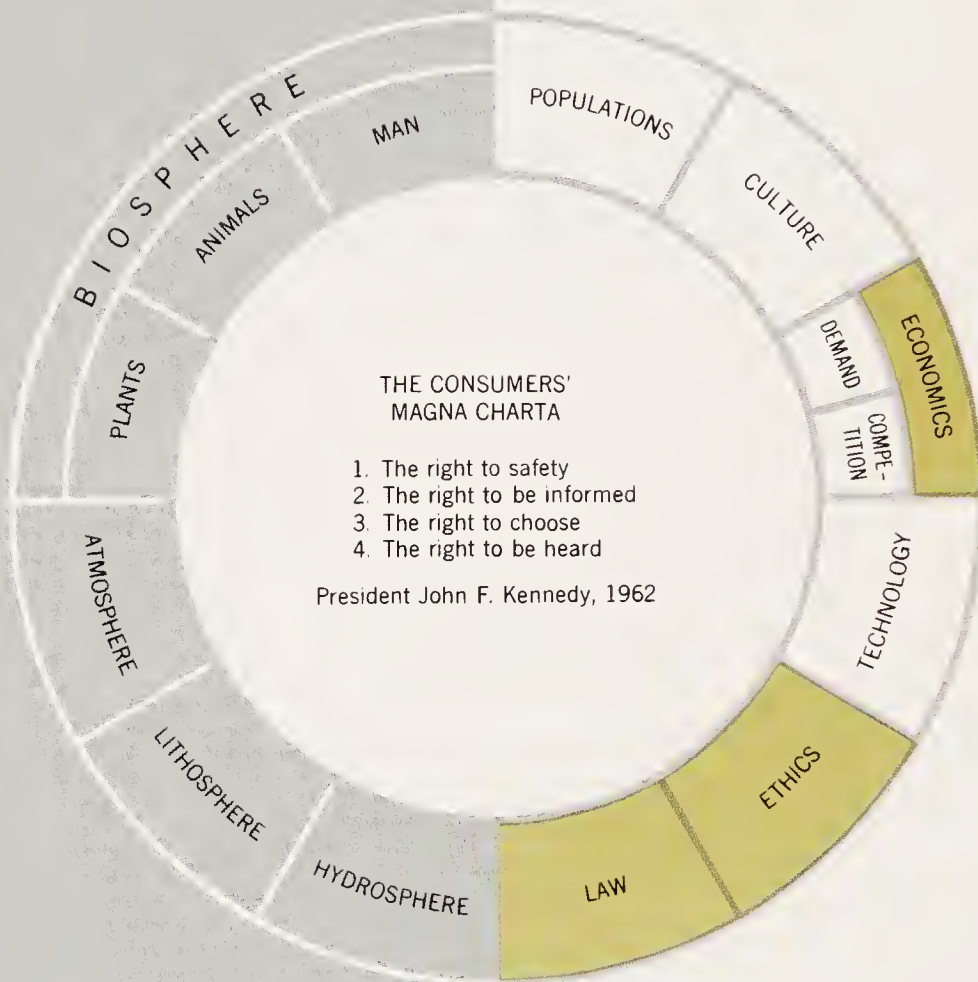 BIOSPHERE
MAN
ANIMALS
PLANTS
ATMOSPHERE
LITHOSPHERE
HYDROSPHERE
POPULATIONS
CULTURE
ECONOMICS
DEMAND
COMPE-
TITION
TECHNOLOGY
ETHICS
LAW
THE CONSUMERS'
MAGNA CHARTA
1. The right to safety
2. The right to be informed
3. The right to choose
4. The right to be heard
President John F. Kennedy, 1962